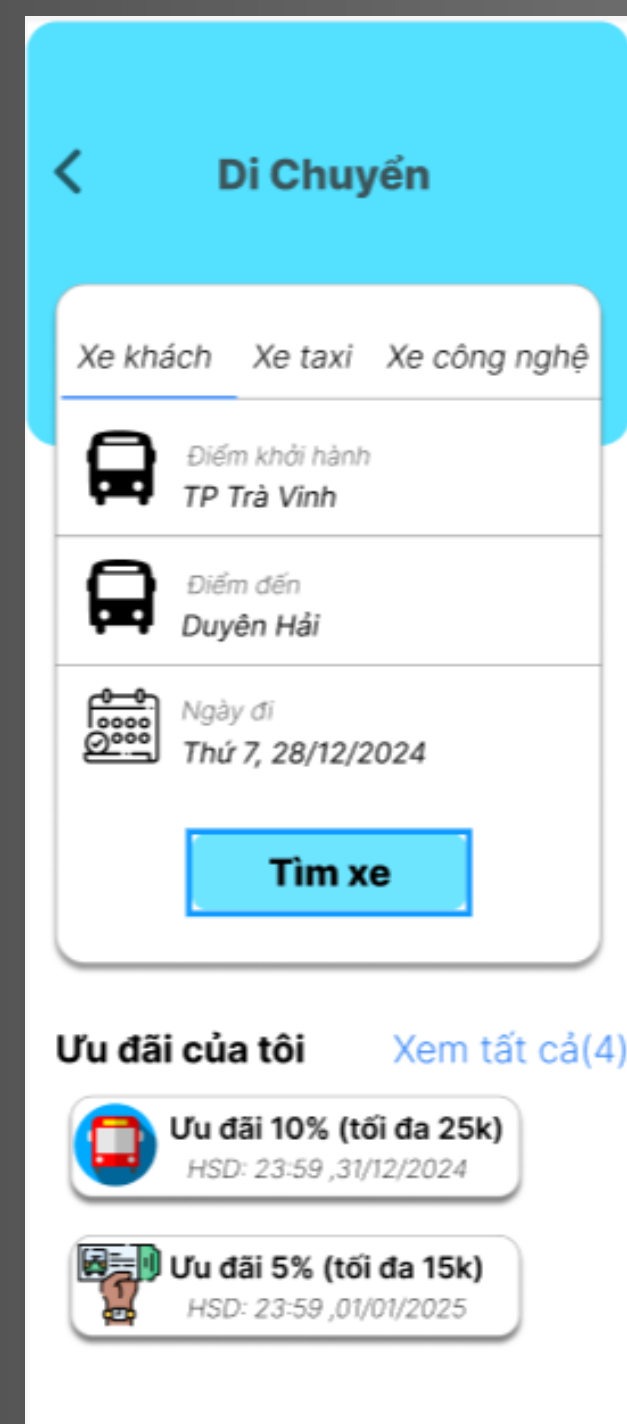 Di Chuyển
Xe khách Xe taxi Xe công nghệ
Điểm khởi hành
TP Trà Vinh
Điểm đến
Duyên Hải
Ngày đi
Thứ 7, 28/12/2024
Tìm xe
Ưu đãi của tôi Xem tất cả(4)
Ưu đãi 10% (tối đa 25k)
HSD: 23:59 ,31/12/2024
Ưu đãi 5% (tối đa 15k)
HSD: 23:59 ,01/01/2025